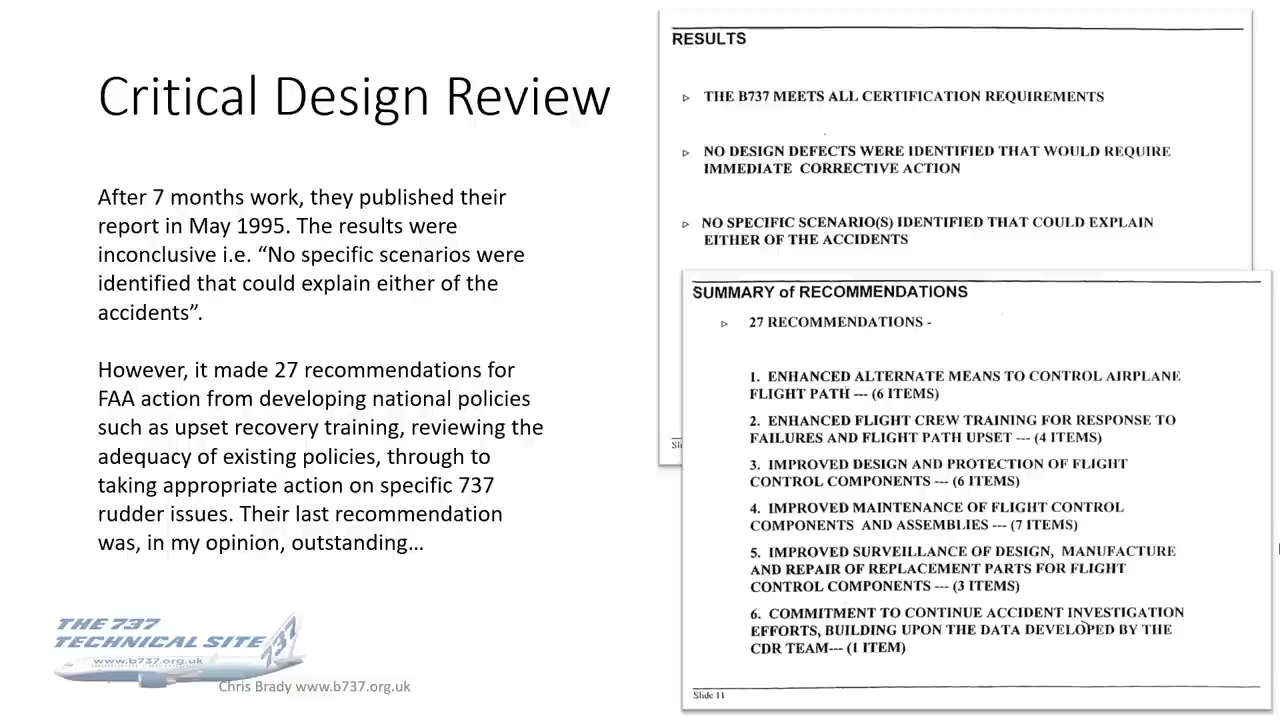 Critical Design Review
After 7 months work, they published their
report in May 1995. The results were
inconclusive i.e. “No specific scenarios were
identified that could explain either of the
accidents”.
However, it made 27 recommendations for
FAA action from developing national policies
such as upset recovery training, reviewing the
adequacy of existing policies, through to
taking appropriate action on specific 737
rudder issues. Their last recommendation
was, in my opinion, outstanding…
THE 737
TECHNICAL SITE
www.b737.org.uk
737
Chris Brady www.b737.org.uk
RESULTS
▷ THE B737 MEETS ALL CERTIFICATION REQUIREMENTS
▷ NO DESIGN DEFECTS WERE IDENTIFIED THAT WOULD REQUIRE
IMMEDIATE CORRECTIVE ACTION
▷ NO SPECIFIC SCENARIO(S) IDENTIFIED THAT COULD EXPLAIN
EITHER OF THE ACCIDENTS
SUMMARY of RECOMMENDATIONS
▷ 27 RECOMMENDATIONS -
1. ENHANCED ALTERNATE MEANS TO CONTROL AIRPLANE
FLIGHT PATH --- (6 ITEMS)
2. ENHANCED FLIGHT CREW TRAINING FOR RESPONSE TO
FAILURES AND FLIGHT PATH UPSET --- (4 ITEMS)
3. IMPROVED DESIGN AND PROTECTION OF FLIGHT
CONTROL COMPONENTS --- (6 ITEMS)
4. IMPROVED MAINTENANCE OF FLIGHT CONTROL
COMPONENTS AND ASSEMBLIES --- (7 ITEMS)
5. IMPROVED SURVEILLANCE OF DESIGN, MANUFACTURE
AND REPAIR OF REPLACEMENT PARTS FOR FLIGHT
CONTROL COMPONENTS --- (3 ITEMS)
6. COMMITMENT TO CONTINUE ACCIDENT INVESTIGATION
EFFORTS, BUILDING UPON THE DATA DEVELOPED BY THE
CDR TEAM--- (1 ITEM)
Slide 11